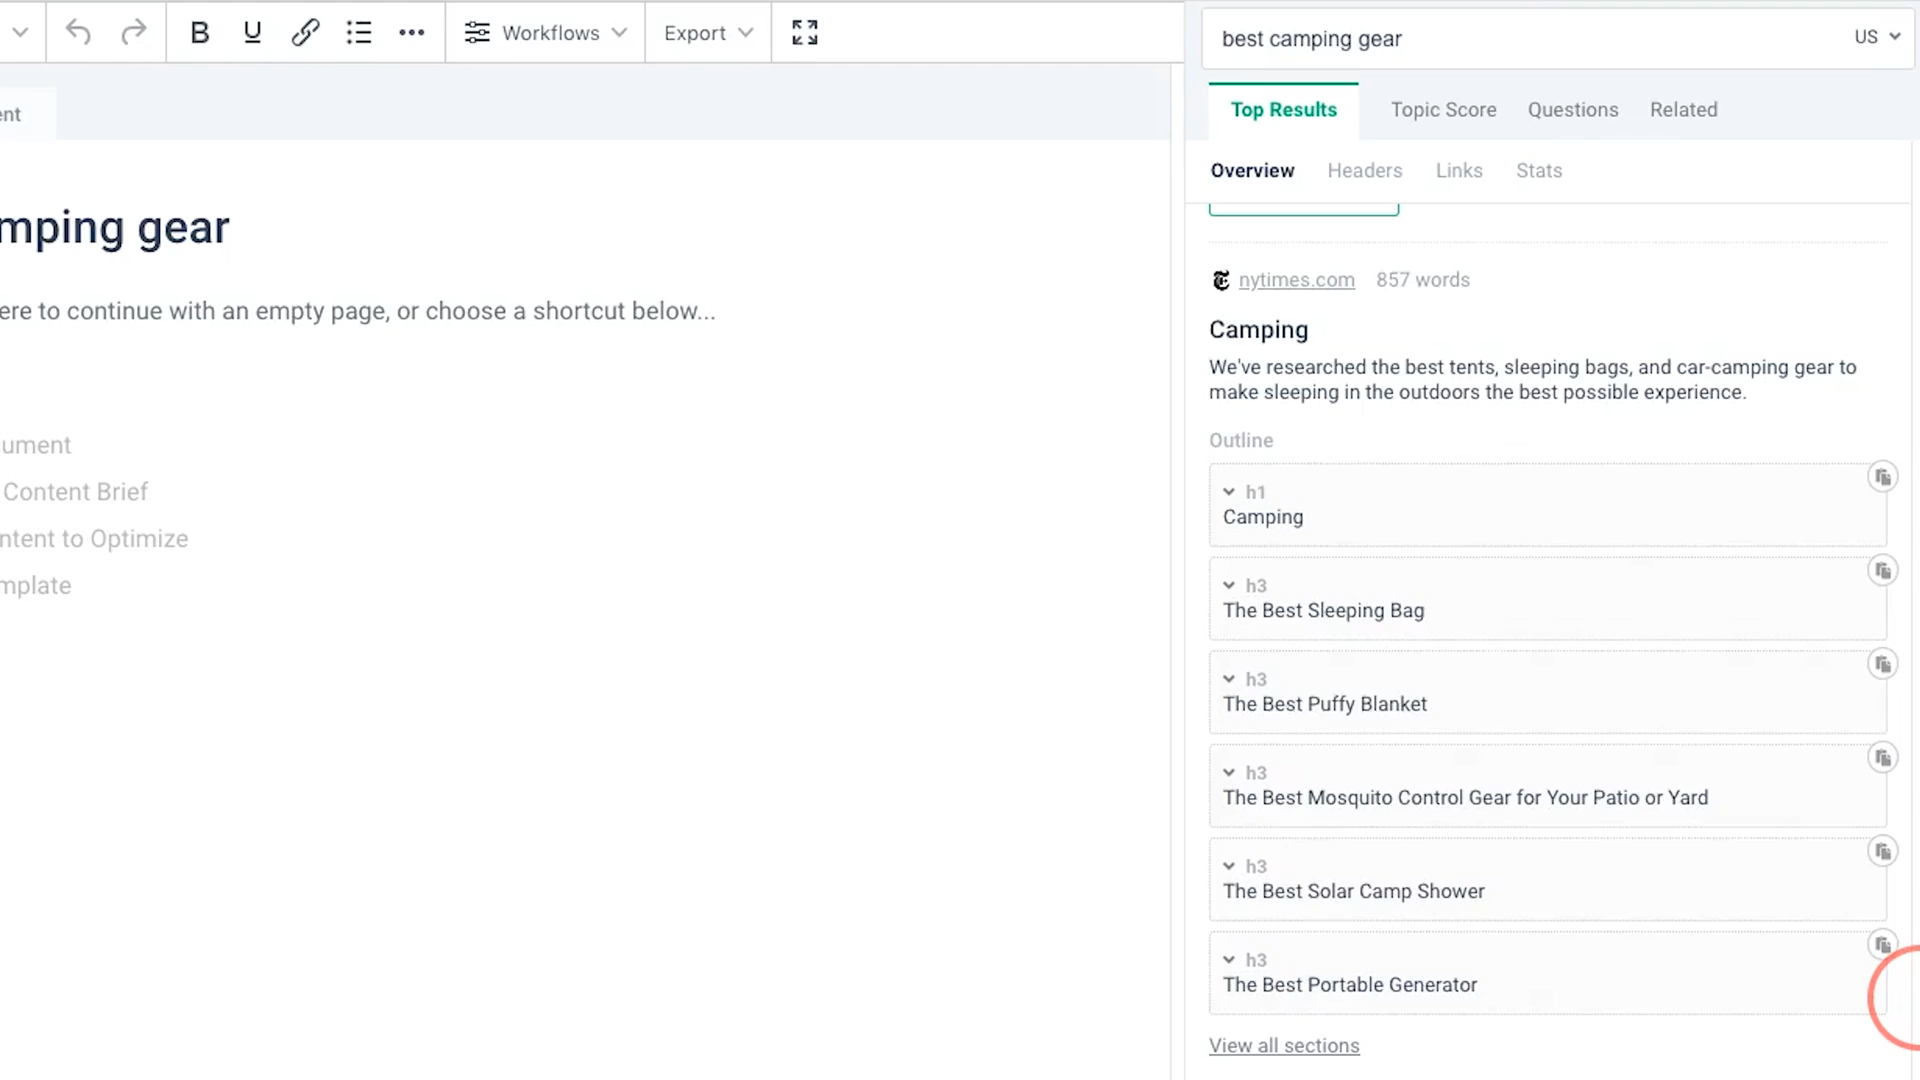 B U Workflows Export
best camping gear US
Top Results Topic Score Questions Related
Overview Headers Links Stats
ent
mping gear
ere to continue with an empty page, or choose a shortcut below...
ument
Content Brief
ntent to Optimize
mplate
nytimes.com 857 words
Camping
We've researched the best tents, sleeping bags, and car-camping gear to
make sleeping in the outdoors the best possible experience.
Outline
h1
Camping
h3
The Best Sleeping Bag
h3
The Best Puffy Blanket
h3
The Best Mosquito Control Gear for Your Patio or Yard
h3
The Best Solar Camp Shower
h3
The Best Portable Generator
View all sections